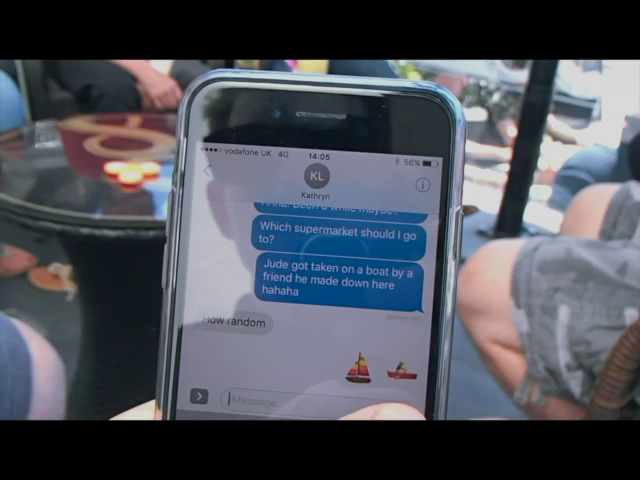 vodafone UK 4G 14:05 56%
KL
Kathryn
Which supermarket should I go
to?
Jude got taken on a boat by a
friend he made down here
hahaha
Delivered
How random
Message